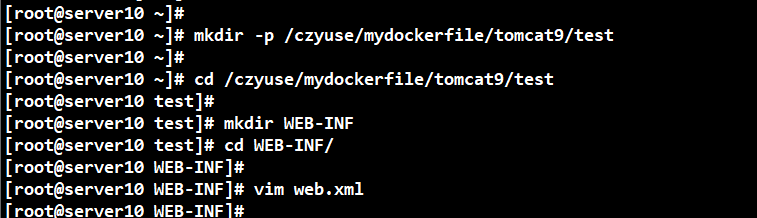 [root@server10 ~]#
[root@server10 ~]# mkdir -p /czyuse/mydockerfile/tomcat9/test
[root@server10 ~]#
[root@server10 ~]# cd /czyuse/mydockerfile/tomcat9/test
[root@server10 test]#
[root@server10 test]# mkdir WEB-INF
[root@server10 test]# cd WEB-INF/
[root@server10 WEB-INF]#
[root@server10 WEB-INF]# vim web.xml
[root@server10 WEB-INF]#